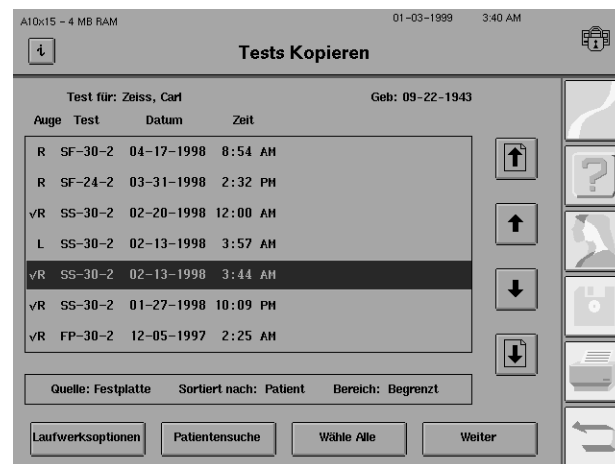 A10x15 - 4 MB RAM 01-03-1999 3:40 AM
i Tests Kopieren
Test für: Zeiss, Carl Geb: 09-22-1943
Auge Test Datum Zeit
R SF-30-2 04-17-1998 8:54 AM
R SF-24-2 03-31-1998 2:32 PM
√R SS-30-2 02-20-1998 12:00 AM
L SS-30-2 02-13-1998 3:57 AM
√R SS-30-2 02-13-1998 3:44 AM
√R SS-30-2 01-27-1998 10:09 PM
√R FP-30-2 12-05-1997 2:25 AM
Quelle: Festplatte Sortiert nach: Patient Bereich: Begrenzt
Laufwerksoptionen Patientensuche Wähle Alle Weiter